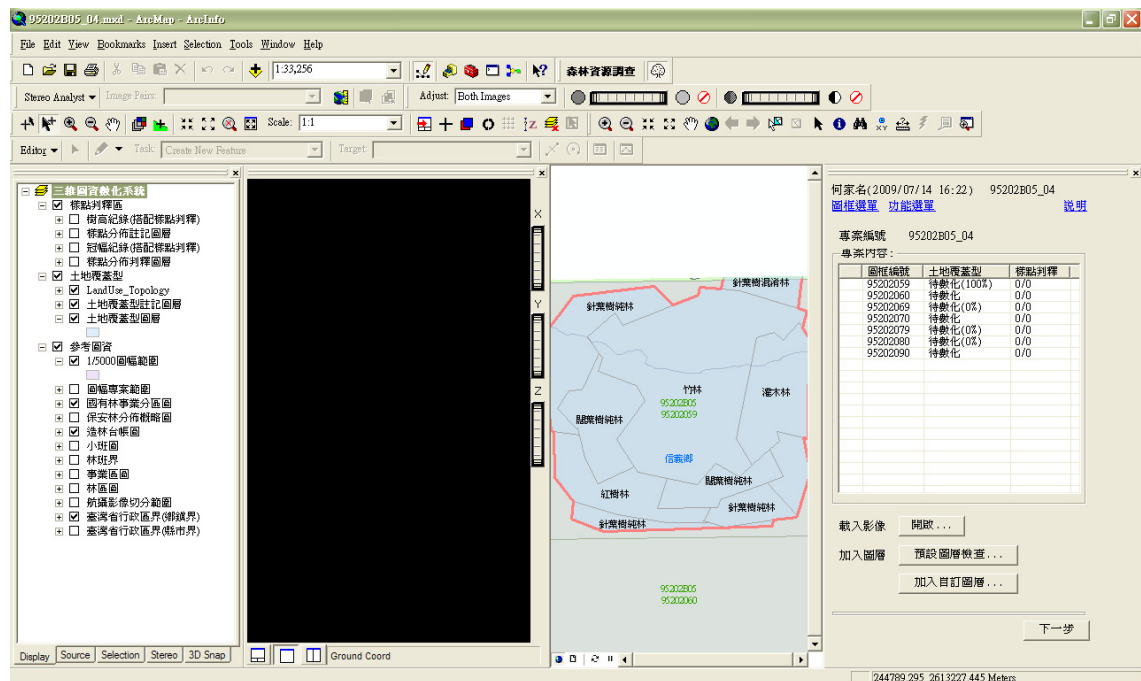 95202B05_04.mxd - ArcMap - ArcInfo
File Edit View Bookmarks Insert Selection Tools Window Help
1:33,256 森林資源調查
Stereo Analyst Image Pairs: Adjust: Both Images
Scale: 1:1
Editor Task: Create New Feature Target:
三維圖資數化系統
樣點判釋區
樹高紀錄(搭配樣點判釋)
樣點分佈註記圖層
冠幅紀錄(搭配樣點判釋)
樣點分佈判釋圖層
土地覆蓋型
LandUse_Topology
土地覆蓋型註記圖層
土地覆蓋型圖層
參考圖資
1/5000圖幅範圍
圖幅專案範圍
國有林事業分區圖
保安林分佈概略圖
造林台帳圖
小班圖
林班界
事業區圖
林區圖
航攝影像切分範圍
臺灣省行政區界(鄉鎮界)
臺灣省行政區界(縣市界)
Display Source Selection Stereo 3D Snap
X
Y
Z
Ground Coord
針葉樹混淆林
針葉樹純林
竹林
灌木林
95202B05
95202059
闊葉樹純林
信義鄉
闊葉樹純林
紅樹林
針葉樹純林
針葉樹純林
95202B05
95202060
何家名(2009/07/14 16:22) 95202B05_04
圖框選單 功能選單 說明
專案編號 95202B05_04
專案內容:
圖框編號 土地覆蓋型 樣點判釋
95202059 待數化(100%) 0/0
95202060 待數化 0/0
95202069 待數化(0%) 0/0
95202070 待數化 0/0
95202079 待數化(0%) 0/0
95202080 待數化(0%) 0/0
95202090 待數化 0/0
載入影像 開啟...
加入圖層 預設圖層檢查...
加入自訂圖層...
下一步
244789.295 2613227.445 Meters